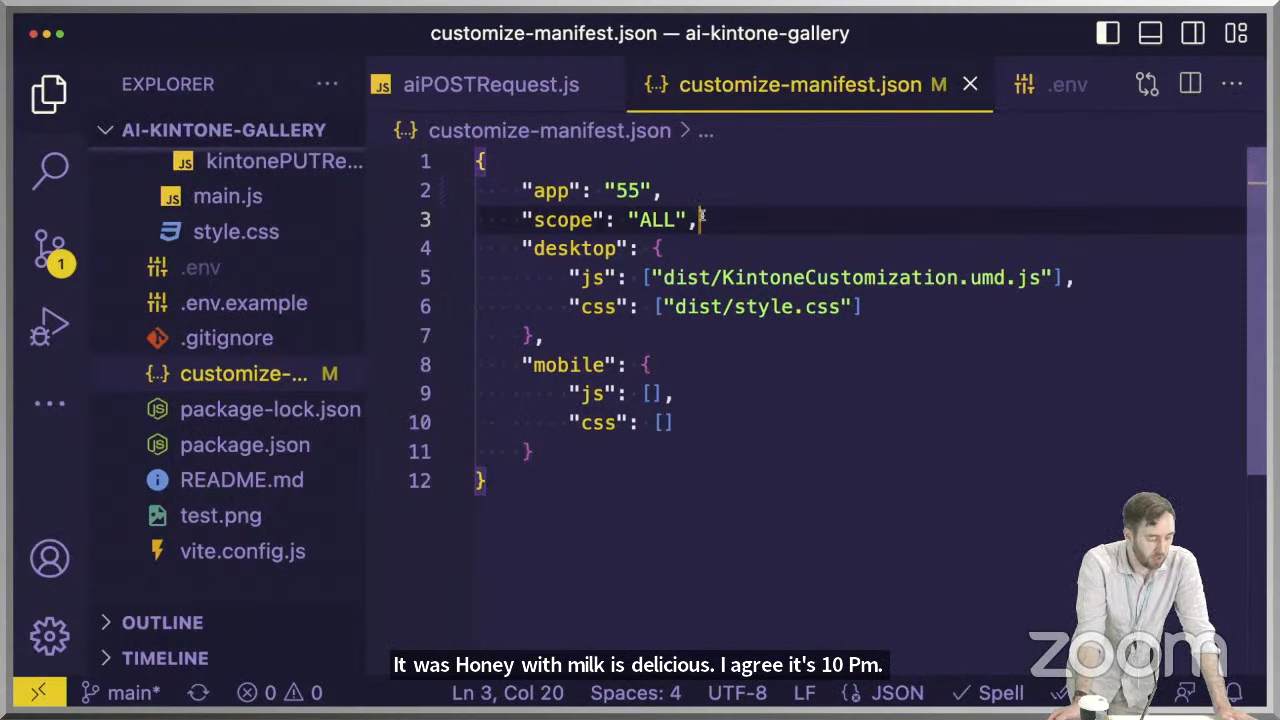 customize-manifest.json — ai-kintone-gallery
EXPLORER
AI-KINTONE-GALLERY
JS kintonePUTRe...
JS main.js
style.css
.env
.env.example
.gitignore
{..} customize-... M
package-lock.json
package.json
README.md
test.png
vite.config.js
OUTLINE
TIMELINE
1
JS aiPOSTRequest.js
{..} customize-manifest.json M
.env
{..} customize-manifest.json > ...
1 {
2 "app": "55",
3 "scope": "ALL",
4 "desktop": {
5 "js": ["dist/KintoneCustomization.umd.js"],
6 "css": ["dist/style.css"]
7 },
8 "mobile": {
9 "js": [],
10 "css": []
11 }
12 }
zoom
It was Honey with milk is delicious. I agree it's 10 Pm.
main* 0 0 Ln 3, Col 20 Spaces: 4 UTF-8 LF JSON Spell